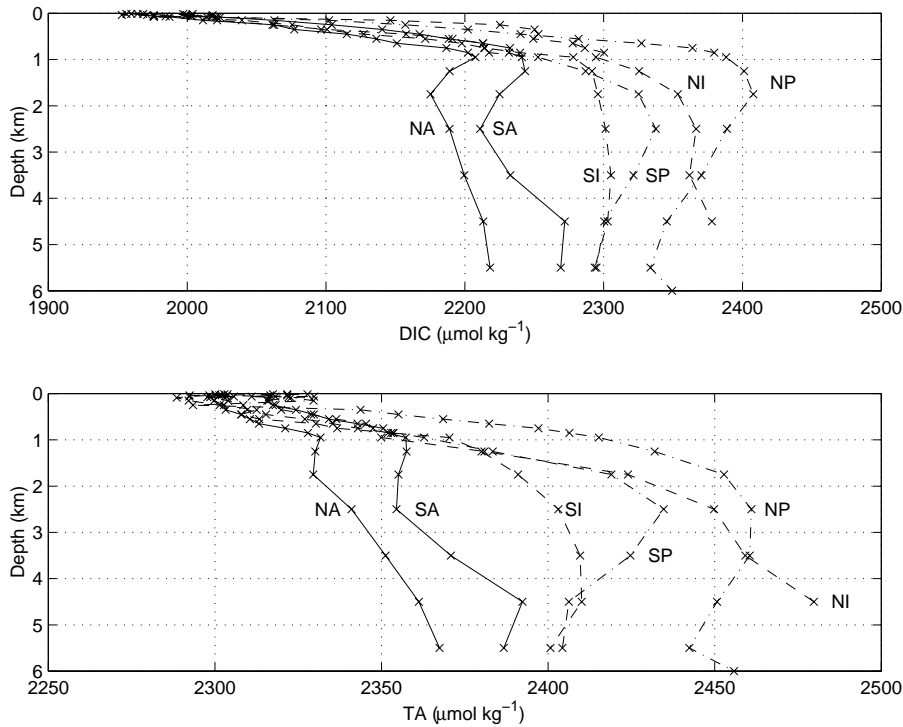 0
1
2
3
4
5
6
Depth (km)
NI
NP
NA
SA
SI
SP
1900
2000
2100
2200
2300
2400
2500
DIC (μmol kg⁻¹)
0
1
2
3
4
5
6
Depth (km)
NA
SA
SI
NP
SP
NI
2250
2300
2350
2400
2450
2500
TA (μmol kg⁻¹)